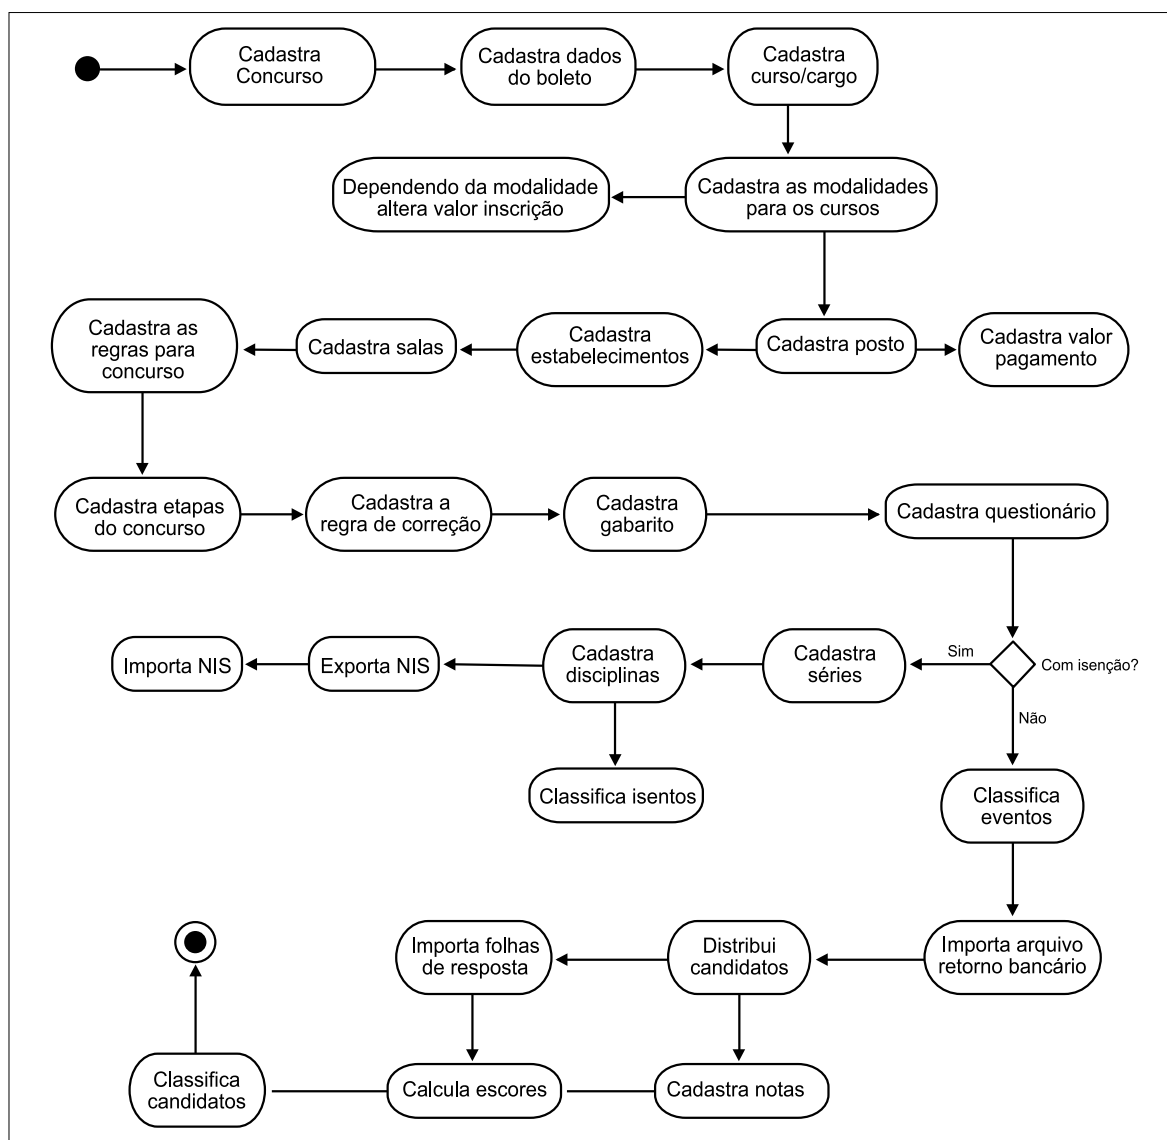 Cadastra
Concurso
Cadastra dados
do boleto
Cadastra
curso/cargo
Dependendo da modalidade
altera valor inscrição
Cadastra as modalidades
para os cursos
Cadastra as
regras para
concurso
Cadastra salas
Cadastra
estabelecimentos
Cadastra posto
Cadastra valor
pagamento
Cadastra etapas
do concurso
Cadastra a
regra de correção
Cadastra
gabarito
Cadastra questionário
Importa NIS
Exporta NIS
Cadastra
disciplinas
Cadastra
séries
Sim
Com isenção?
Não
Classifica isentos
Classifica
eventos
Importa folhas
de resposta
Distribui
candidatos
Importa arquivo
retorno bancário
Classifica
candidatos
Calcula escores
Cadastra notas